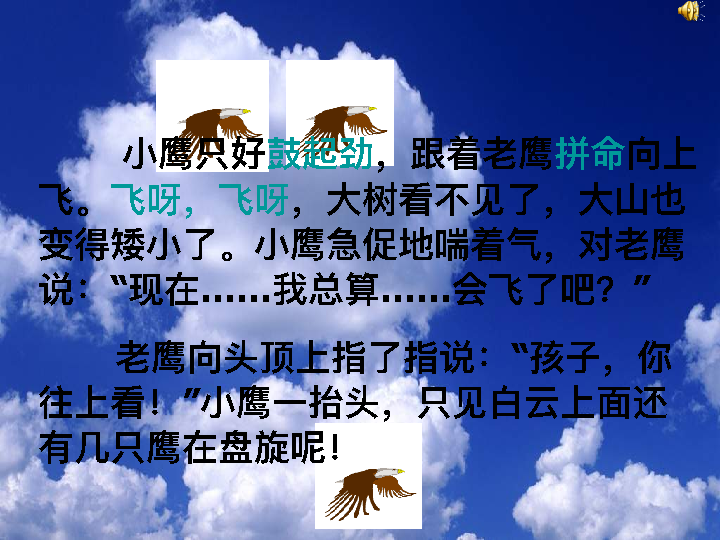 小鹰只好鼓起劲，跟着老鹰拼命向上
飞。飞呀，飞呀，大树看不见了，大山也
变得矮小了。小鹰急促地喘着气，对老鹰
说：“现在……我总算……会飞了吧？”
老鹰向头顶上指了指说：“孩子，你
往上看！”小鹰一抬头，只见白云上面还
有几只鹰在盘旋呢！